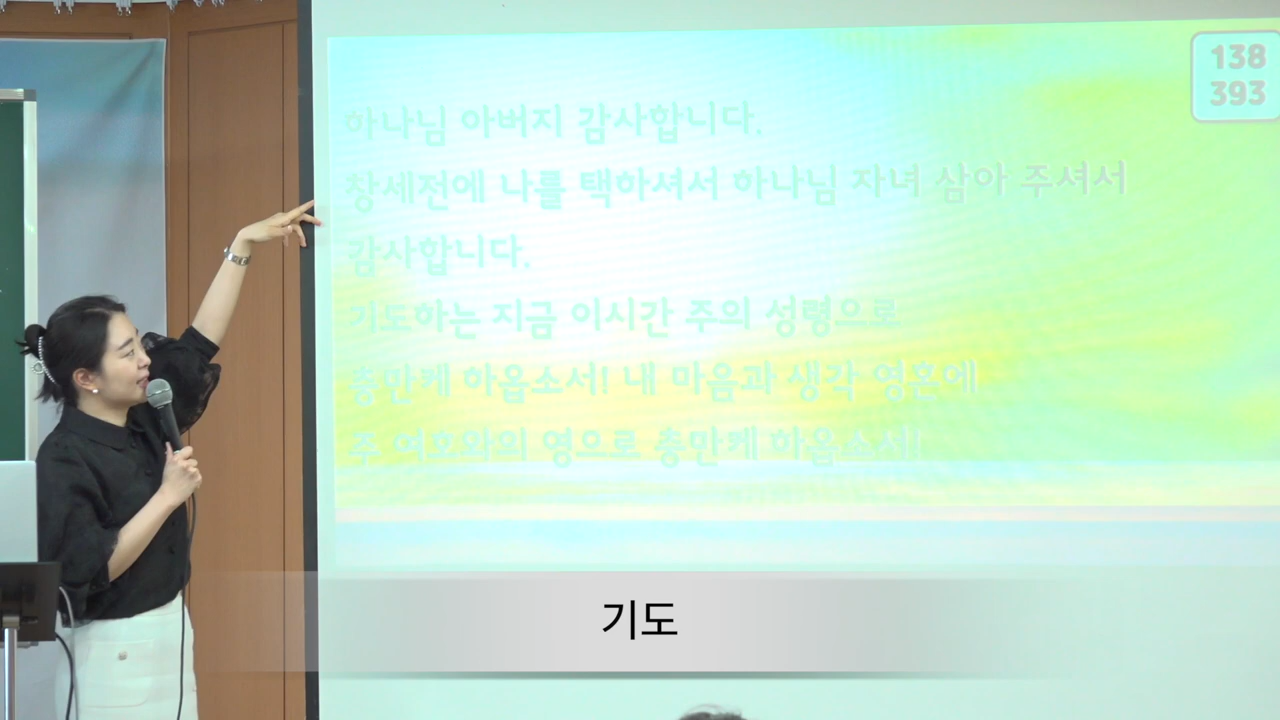 138
393
하나님 아버지 감사합니다.
창세전에 나를 택하셔서 하나님 자녀 삼아 주셔서
감사합니다.
기도하는 지금 이시간 주의 성령으로
충만케 하옵소서! 내 마음과 생각 영혼에
주 여호와의 영으로 충만케 하옵소서!
기도